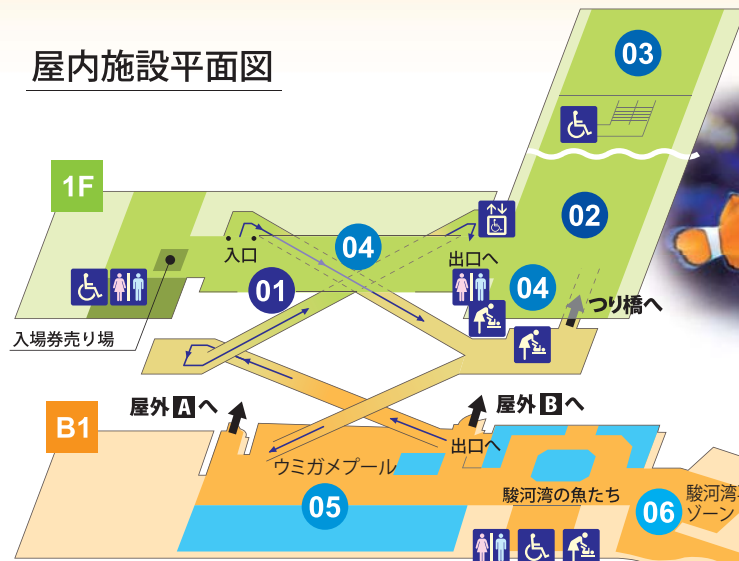 屋内施設平面図
03
1F
02
04
入口
出口へ
01
04
つり橋へ
入場券売り場
屋外Aへ
屋外Bへ
B1
出口へ
ウミガメプール
駿河湾の魚たち
05
06
駿河湾
ゾーン